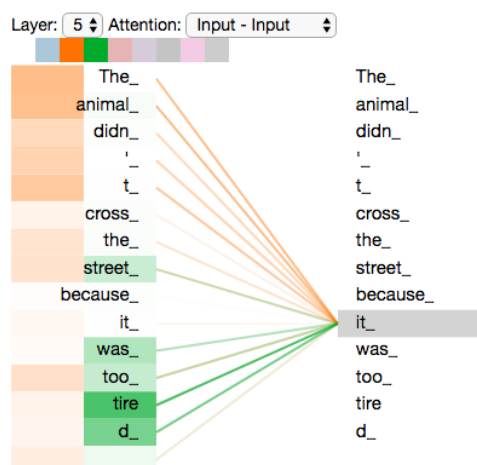 Layer: 5 Attention: Input - Input
The_ The_
animal_ animal_
didn_ didn_
'_ '_
t_ t_
cross_ cross_
the_ the_
street_ street_
because_ because_
it_ it_
was_ was_
too_ too_
tire tire
d_ d_